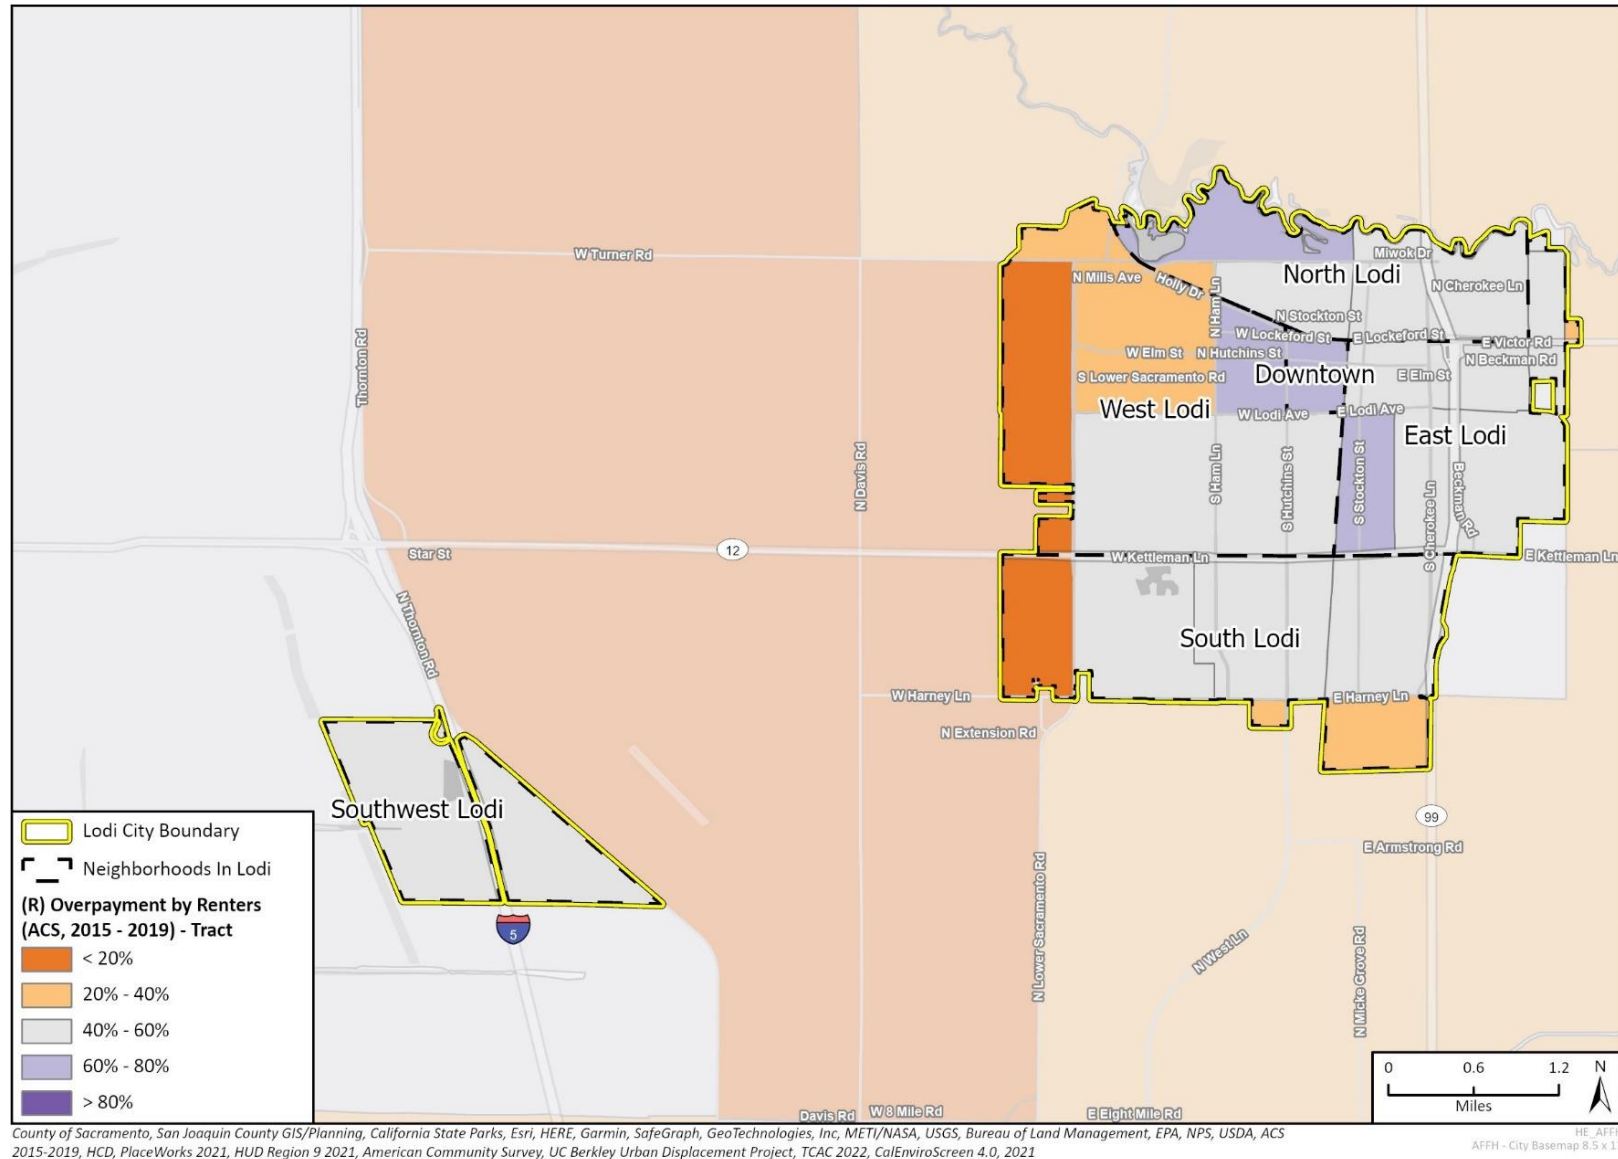 W Turner Rd
Miwok Dr
North Lodi
N Mills Ave
Holly Dr
N Ham Ln
N Cherokee Ln
N Stockton St
W Lockeford St
E Lockeford St
E Victor Rd
W Elm St
N Hutchins St
N Beckman Rd
Thornton Rd
S Lower Sacramento Rd
Downtown
E Elm St
West Lodi
W Lodi Ave
E Lodi Ave
East Lodi
N Davis Rd
S Ham Ln
S Hutchins St
S Stockton St
S Cherokee Ln
Beckman Rd
12
Star St
W Kettleman Ln
E Kettleman Ln
N Thornton Rd
South Lodi
W Harney Ln
E Harney Ln
N Extension Rd
Southwest Lodi
99
E Armstrong Rd
5
N Lower Sacramento Rd
N West Ln
N Micke Grove Rd
Davis Rd
W 8 Mile Rd
E Eight Mile Rd
Lodi City Boundary
Neighborhoods In Lodi
(R) Overpayment by Renters
(ACS, 2015 - 2019) - Tract
< 20%
20% - 40%
40% - 60%
60% - 80%
> 80%
0 0.6 1.2
Miles
N
County of Sacramento, San Joaquin County GIS/Planning, California State Parks, Esri, HERE, Garmin, SafeGraph, GeoTechnologies, Inc, METI/NASA, USGS, Bureau of Land Management, EPA, NPS, USDA, ACS
2015-2019, HCD, PlaceWorks 2021, HUD Region 9 2021, American Community Survey, UC Berkley Urban Displacement Project, TCAC 2022, CalEnviroScreen 4.0, 2021
HE_AFFH
AFFH - City Basemap 8.5 x 1